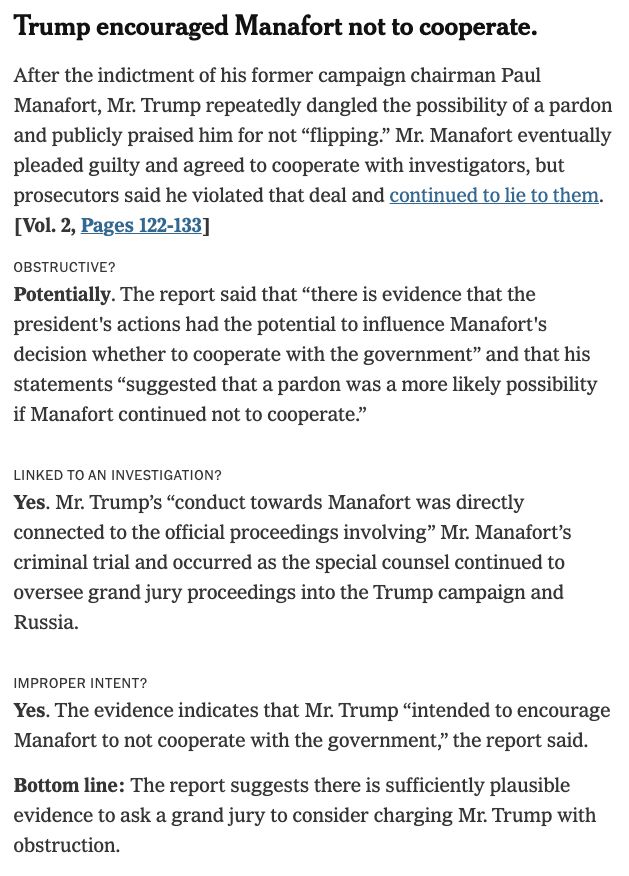 Trump encouraged Manafort not to cooperate.
After the indictment of his former campaign chairman Paul
Manafort, Mr. Trump repeatedly dangled the possibility of a pardon
and publicly praised him for not “flipping.” Mr. Manafort eventually
pleaded guilty and agreed to cooperate with investigators, but
prosecutors said he violated that deal and continued to lie to them.
[Vol. 2, Pages 122-133]
OBSTRUCTIVE?
Potentially. The report said that “there is evidence that the
president's actions had the potential to influence Manafort's
decision whether to cooperate with the government” and that his
statements “suggested that a pardon was a more likely possibility
if Manafort continued not to cooperate.”
LINKED TO AN INVESTIGATION?
Yes. Mr. Trump’s “conduct towards Manafort was directly
connected to the official proceedings involving” Mr. Manafort’s
criminal trial and occurred as the special counsel continued to
oversee grand jury proceedings into the Trump campaign and
Russia.
IMPROPER INTENT?
Yes. The evidence indicates that Mr. Trump “intended to encourage
Manafort to not cooperate with the government,” the report said.
Bottom line: The report suggests there is sufficiently plausible
evidence to ask a grand jury to consider charging Mr. Trump with
obstruction.